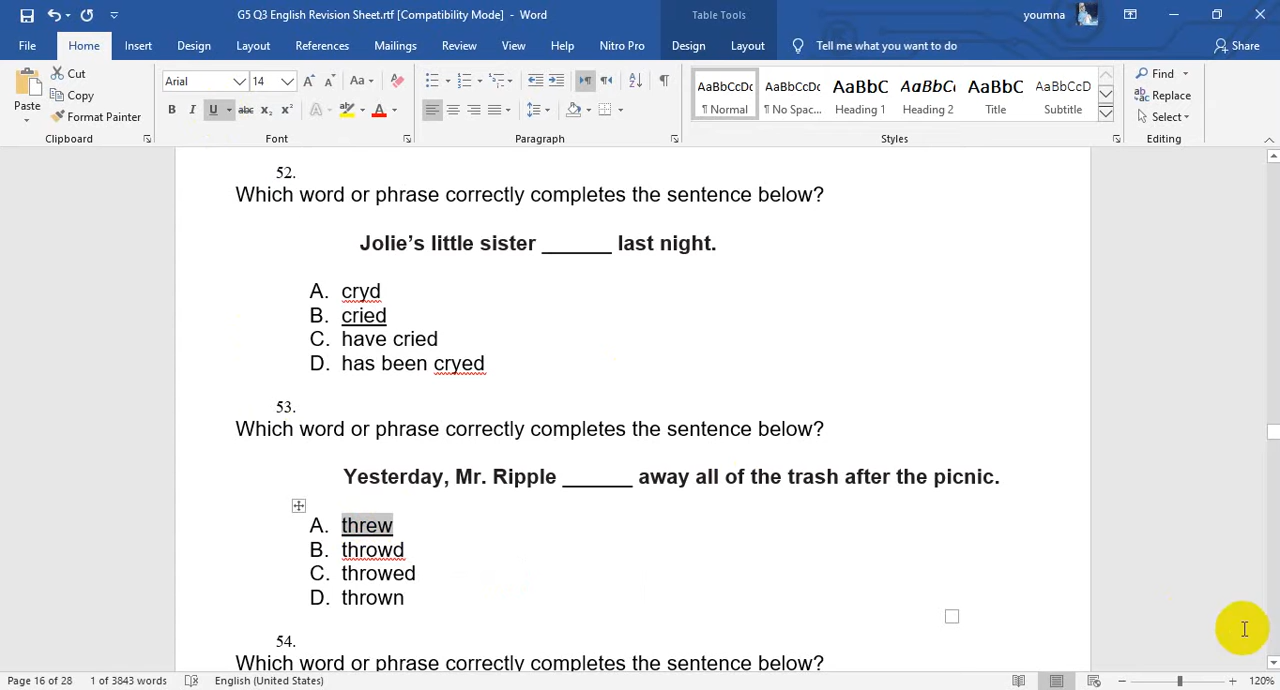 G5 Q3 English Revision Sheet.rtf [Compatibility Mode] - Word
Table Tools
youmna
File Home Insert Design Layout References Mailings Review View Help Nitro Pro Design Layout Tell me what you want to do Share
Paste
Cut
Copy
Format Painter
Clipboard
Arial 14
Font
Paragraph
AaBbCcDc AaBbCcDc AaBbC AaBbC AaBbC AaBbCcD
¶ Normal ¶ No Spac... Heading 1 Heading 2 Title Subtitle
Styles
Find
Replace
Select
Editing
52.
Which word or phrase correctly completes the sentence below?
Jolie’s little sister ______ last night.
A. cryd
B. cried
C. have cried
D. has been cryed
53.
Which word or phrase correctly completes the sentence below?
Yesterday, Mr. Ripple ______ away all of the trash after the picnic.
A. threw
B. throwd
C. throwed
D. thrown
54.
Which word or phrase correctly completes the sentence below?
Page 16 of 28 1 of 3843 words English (United States) 120%